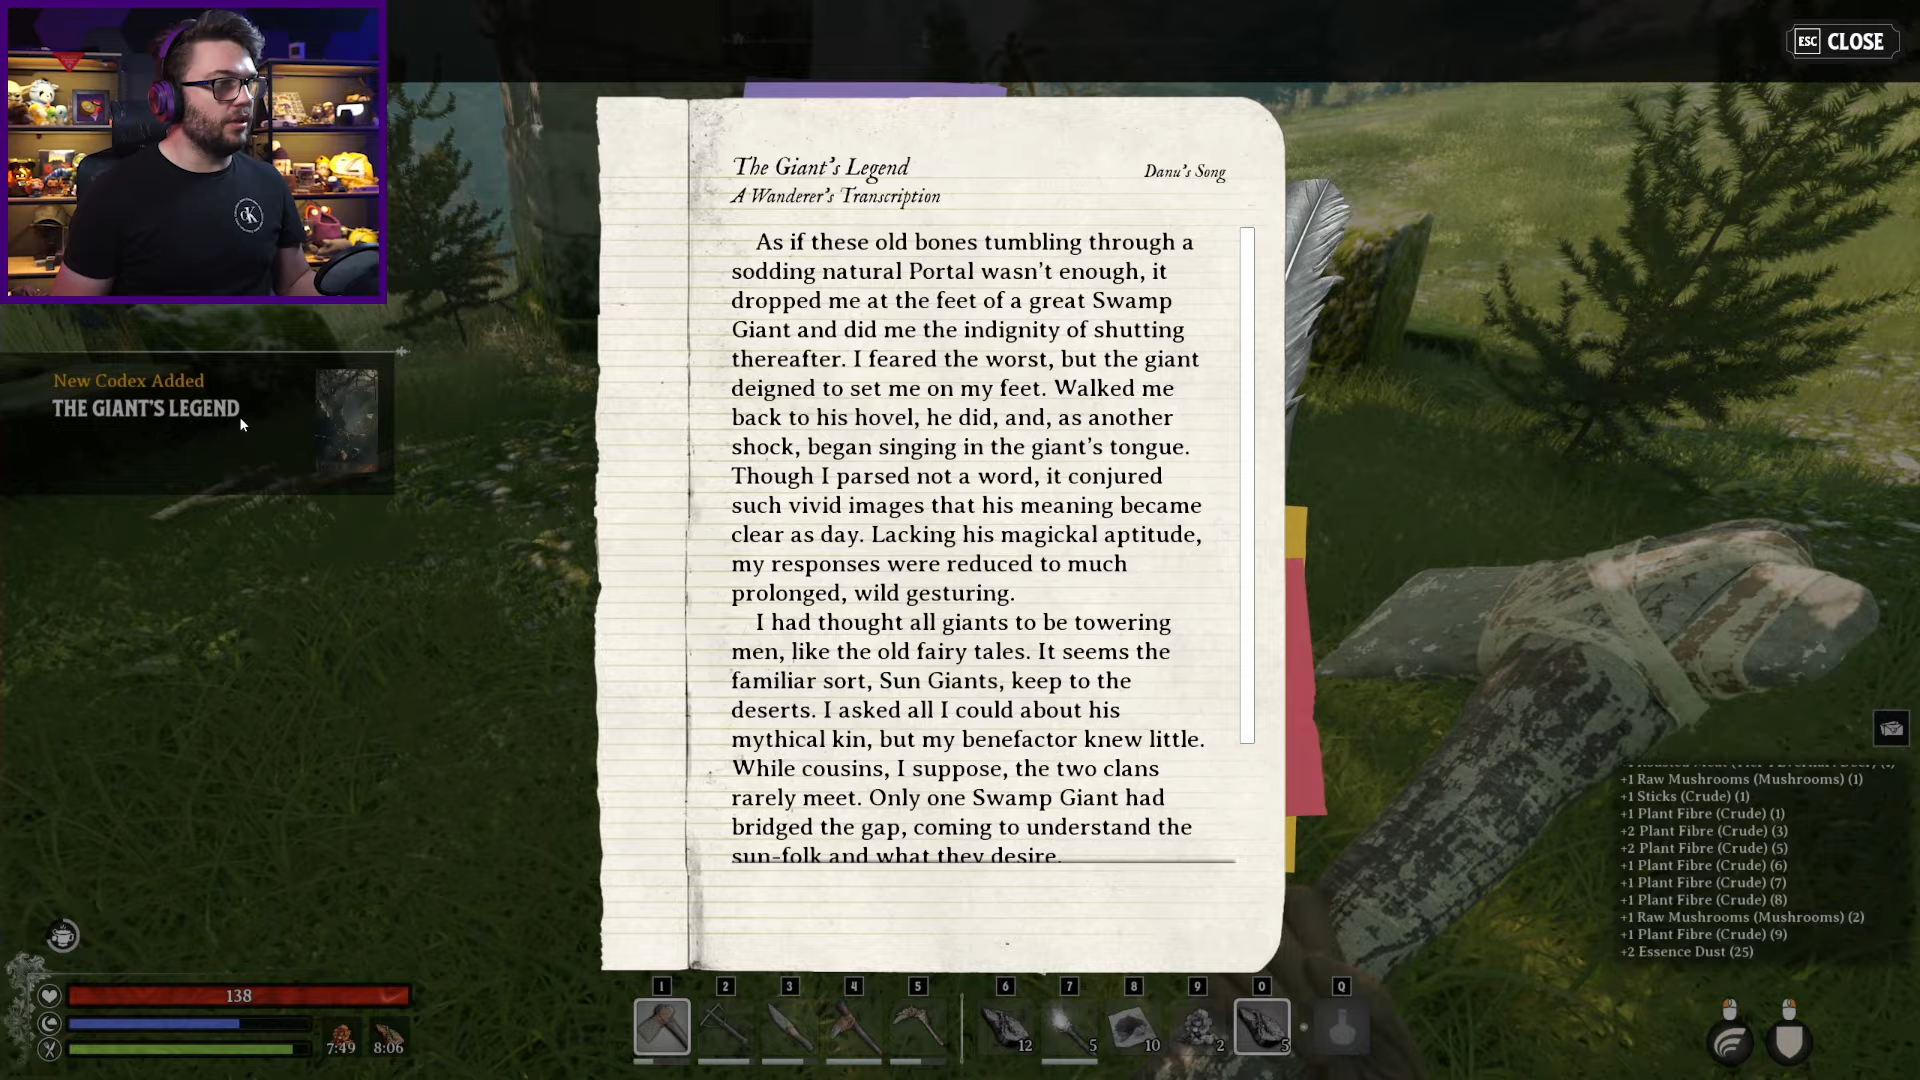 ESC CLOSE
The Giant's Legend
Danu's Song
A Wanderer's Transcription
As if these old bones tumbling through a
sodding natural Portal wasn't enough, it
dropped me at the feet of a great Swamp
Giant and did me the indignity of shutting
thereafter. I feared the worst, but the giant
deigned to set me on my feet. Walked me
back to his hovel, he did, and, as another
shock, began singing in the giant's tongue.
Though I parsed not a word, it conjured
such vivid images that his meaning became
clear as day. Lacking his magickal aptitude,
my responses were reduced to much
prolonged, wild gesturing.
I had thought all giants to be towering
men, like the old fairy tales. It seems the
familiar sort, Sun Giants, keep to the
deserts. I asked all I could about his
mythical kin, but my benefactor knew little.
While cousins, I suppose, the two clans
rarely meet. Only one Swamp Giant had
bridged the gap, coming to understand the
sun-folk and what they desire.
New Codex Added
THE GIANT'S LEGEND
+1 Raw Mushrooms (Mushrooms) (1)
+1 Sticks (Crude) (1)
+1 Plant Fibre (Crude) (1)
+2 Plant Fibre (Crude) (3)
+2 Plant Fibre (Crude) (5)
+1 Plant Fibre (Crude) (6)
+1 Plant Fibre (Crude) (7)
+1 Plant Fibre (Crude) (8)
+1 Raw Mushrooms (Mushrooms) (2)
+1 Plant Fibre (Crude) (9)
+2 Essence Dust (25)
138
7:49 8:06
1 2 3 4 5 6 7 8 9 0 Q
12 5 10 2 5
cK